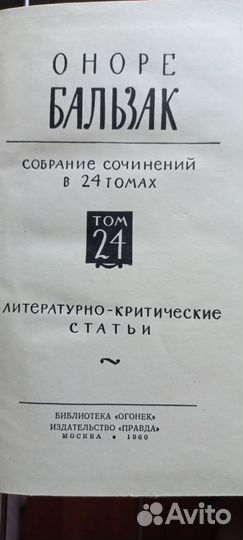 ОНОРЕ
БАЛЬЗАК
СОБРАНИЕ СОЧИНЕНИЙ
В 24 ТОМАХ
ТОМ
24
ЛИТЕРАТУРНО-КРИТИЧЕСКИЕ
СТАТЬИ
БИБЛИОТЕКА «ОГОНЕК»
ИЗДАТЕЛЬСТВО «ПРАВДА»
МОСКВА • 1960
Avito